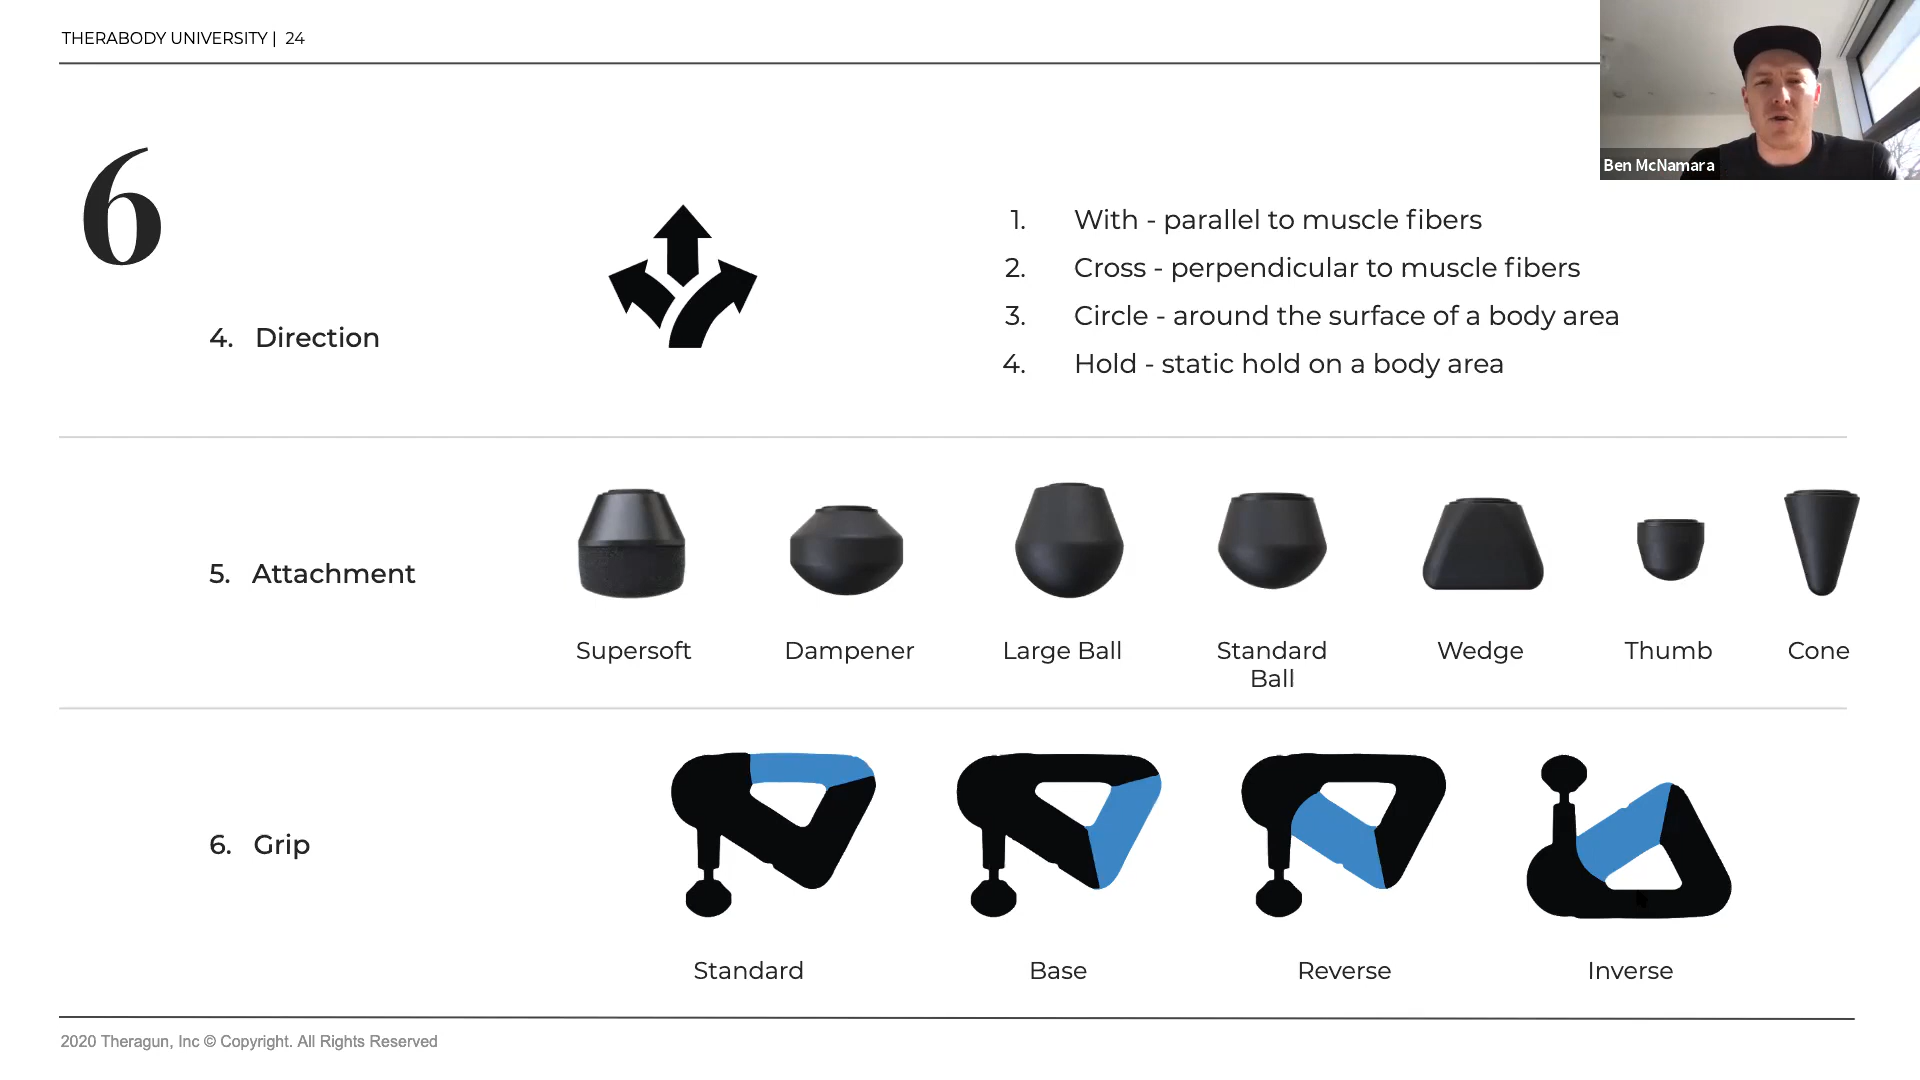 THERABODY UNIVERSITY | 24
Ben McNamara
6
4. Direction
1. With - parallel to muscle fibers
2. Cross - perpendicular to muscle fibers
3. Circle - around the surface of a body area
4. Hold - static hold on a body area
5. Attachment
Supersoft
Dampener
Large Ball
Standard
Ball
Wedge
Thumb
Cone
6. Grip
Standard
Base
Reverse
Inverse
2020 Theragun, Inc © Copyright. All Rights Reserved